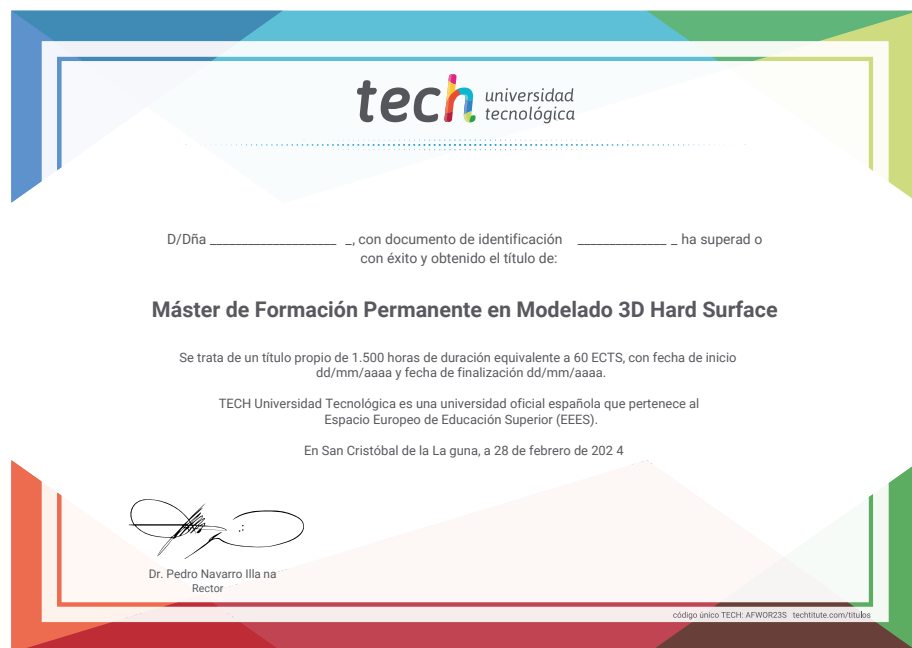 tech universidad
tecnológica
D/Dña ____________________ _, con documento de identificación ______________ _ ha superad o
con éxito y obtenido el título de:
Máster de Formación Permanente en Modelado 3D Hard Surface
Se trata de un título propio de 1.500 horas de duración equivalente a 60 ECTS, con fecha de inicio
dd/mm/aaaa y fecha de finalización dd/mm/aaaa.
TECH Universidad Tecnológica es una universidad oficial española que pertenece al
Espacio Europeo de Educación Superior (EEES).
En San Cristóbal de la La guna, a 28 de febrero de 202 4
Dr. Pedro Navarro Illa na
Rector
código único TECH: AFWOR23S techtitute.com/titulos